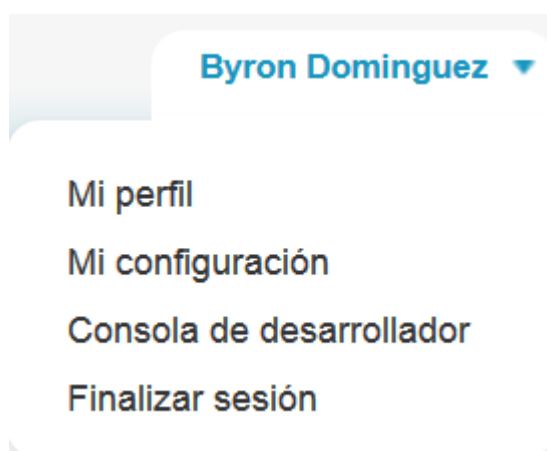 Byron Dominguez
Mi perfil
Mi configuración
Consola de desarrollador
Finalizar sesión